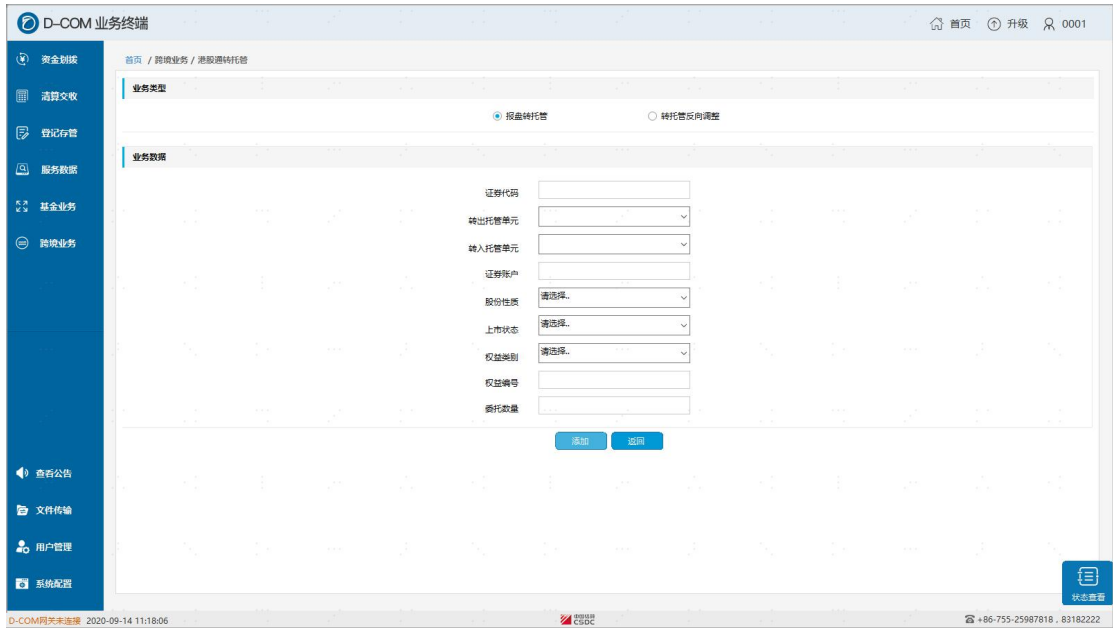 D-COM 业务终端
首页 升级 0001
资金划拨
清算交收
登记存管
服务数据
基金业务
跨境业务
查看公告
文件传输
用户管理
系统配置
首页 / 跨境业务 / 港股通转托管
业务类型
报盘转托管 转托管反向调整
业务数据
证券代码
转出托管单元
转入托管单元
证券账户
股份性质 请选择..
上市状态 请选择..
权益类别 请选择..
权益编号
委托数量
添加 返回
状态查看
D-COM网关未连接 2020-09-14 11:18:06
中国结算
CSDC
+86-755-25987818 , 83182222